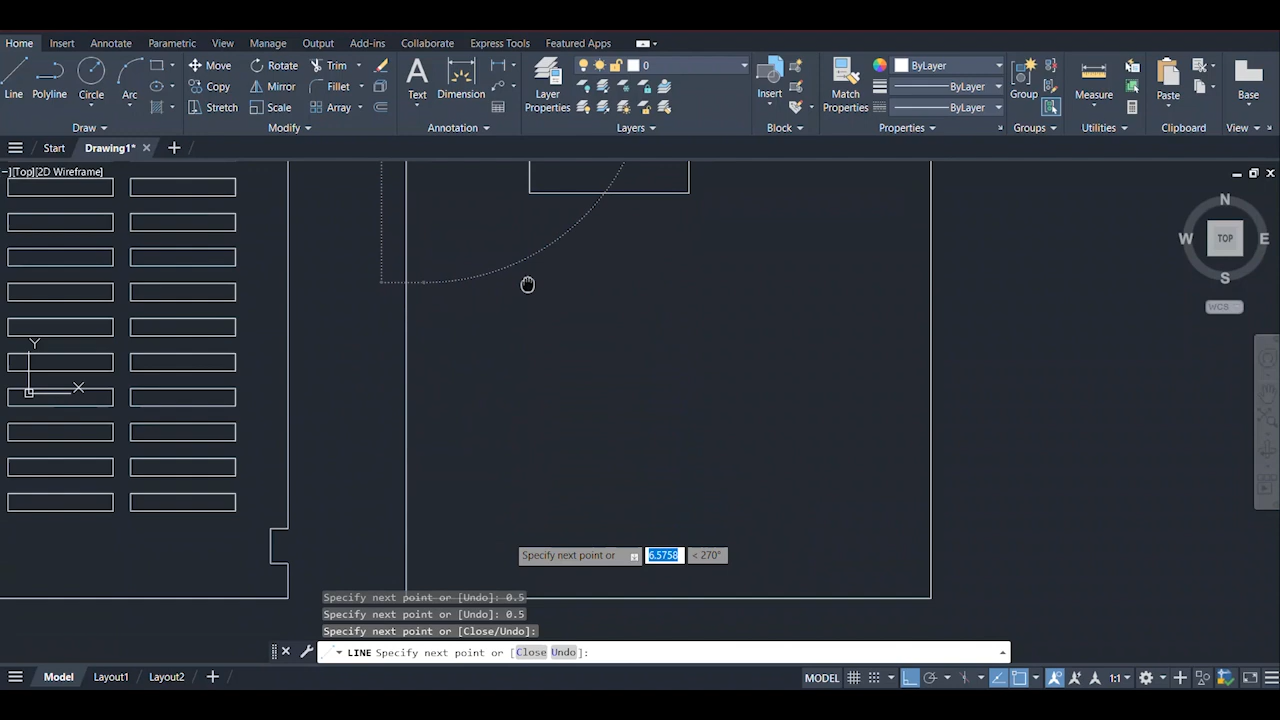 Home Insert Annotate Parametric View Manage Output Add-ins Collaborate Express Tools Featured Apps
Line Polyline Circle Arc
Move Rotate Trim
Copy Mirror Fillet
Stretch Scale Array
Text Dimension
Layer Properties
0
Insert
Match Properties
ByLayer
ByLayer
ByLayer
Group
Measure
Paste
Base
Draw Modify Annotation Layers Block Properties Groups Utilities Clipboard View
Start Drawing1*
−][Top][2D Wireframe]
N
W TOP E
S
WCS
Y
X
Specify next point or 6.5758 < 270°
Specify next point or [Undo]: 0.5
Specify next point or [Undo]: 0.5
Specify next point or [Close/Undo]:
LINE Specify next point or [Close Undo]:
Model Layout1 Layout2
MODEL 1:1